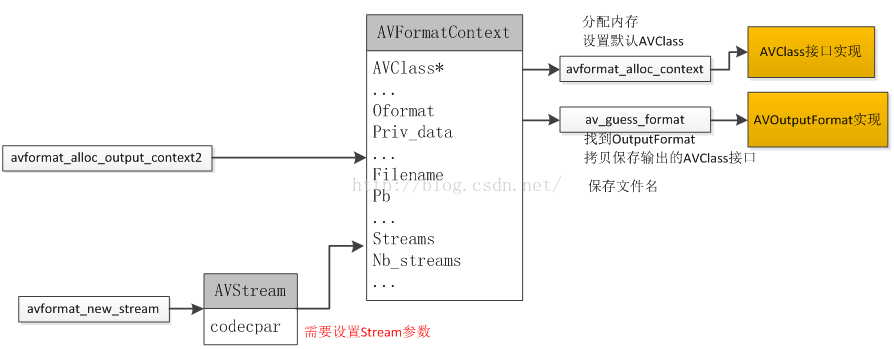 AVFormatContext
AVClass*
...
Oformat
Priv_data
...
Filename
Pb
...
Streams
Nb_streams
...
分配内存
设置默认AVClass
avformat_alloc_context
AVClass接口实现
av_guess_format
AVOutputFormat实现
找到OutputFormat
拷贝保存输出的AVClass接口
保存文件名
avformat_alloc_output_context2
http://blog.csdn.net/
avformat_new_stream
AVStream
codecpar
需要设置Stream参数